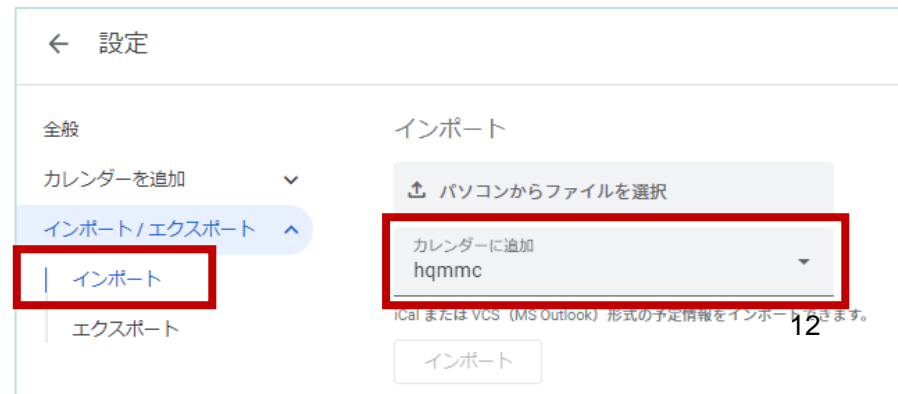 ← 設定
全般
カレンダーを追加
インポート / エクスポート
インポート
エクスポート
インポート
パソコンからファイルを選択
カレンダーに追加
hqmmc
iCal または VCS（MS Outlook）形式の予定情報をインポートできます。
12
インポート